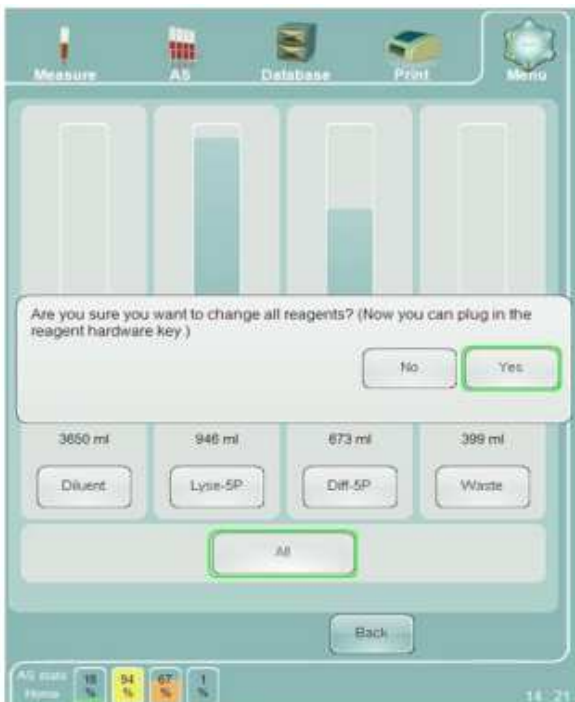 Measure AS Database Print Menu
Are you sure you want to change all reagents? (Now you can plug in the
reagent hardware key.)
No Yes
3650 ml 946 ml 673 ml 399 ml
Diluent Lyse-5P Diff-5P Waste
All
Back
AS state 18 % 94 % 67 % 1 %
Home 14 21